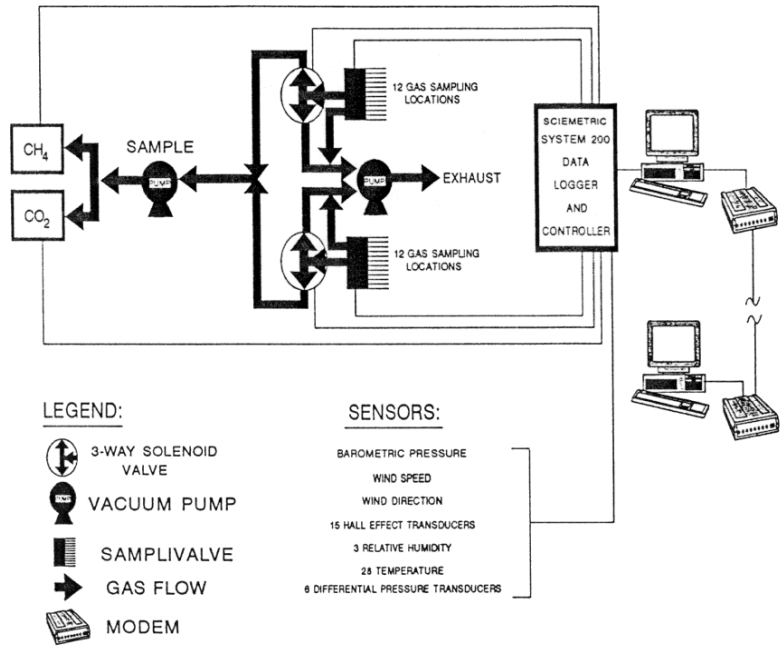 12 GAS SAMPLING
LOCATIONS
SCIEMETRIC
SYSTEM 200
DATA
LOGGER
AND
CONTROLLER
CH4
SAMPLE
PUMP
PUMP
EXHAUST
CO2
12 GAS SAMPLING
LOCATIONS
LEGEND:
3-WAY SOLENOID
VALVE
VACUUM PUMP
SAMPLIVALVE
GAS FLOW
MODEM
SENSORS:
BAROMETRIC PRESSURE
WIND SPEED
WIND DIRECTION
15 HALL EFFECT TRANSDUCERS
3 RELATIVE HUMIDITY
28 TEMPERATURE
6 DIFFERENTIAL PRESSURE TRANSDUCERS